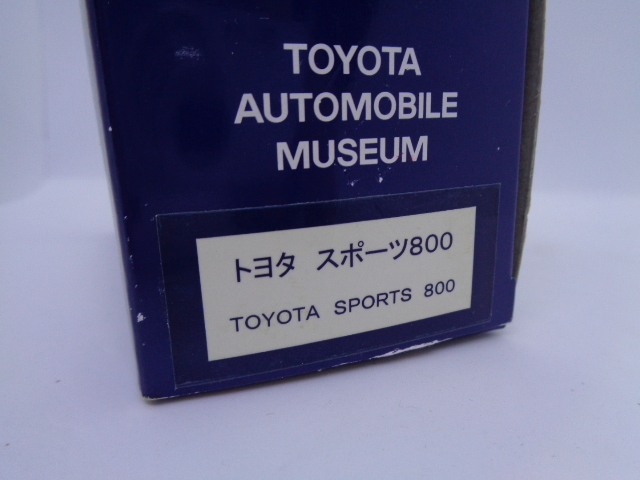 TOYOTA
AUTOMOBILE
MUSEUM
トヨタ スポーツ800
TOYOTA SPORTS 800